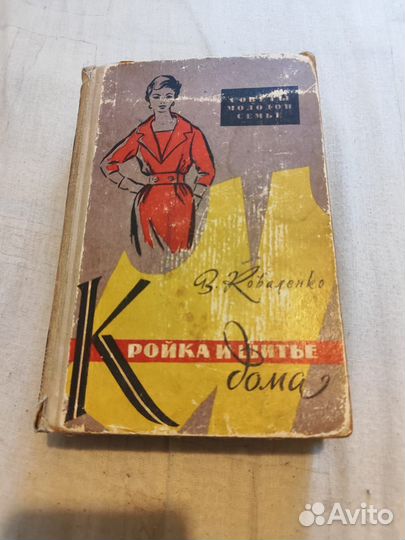 СОВЕТЫ
МОЛОДОЙ
СЕМЬЕ
В. Коваленко
КРОЙКА И ШИТЬЕ
дома
Avito